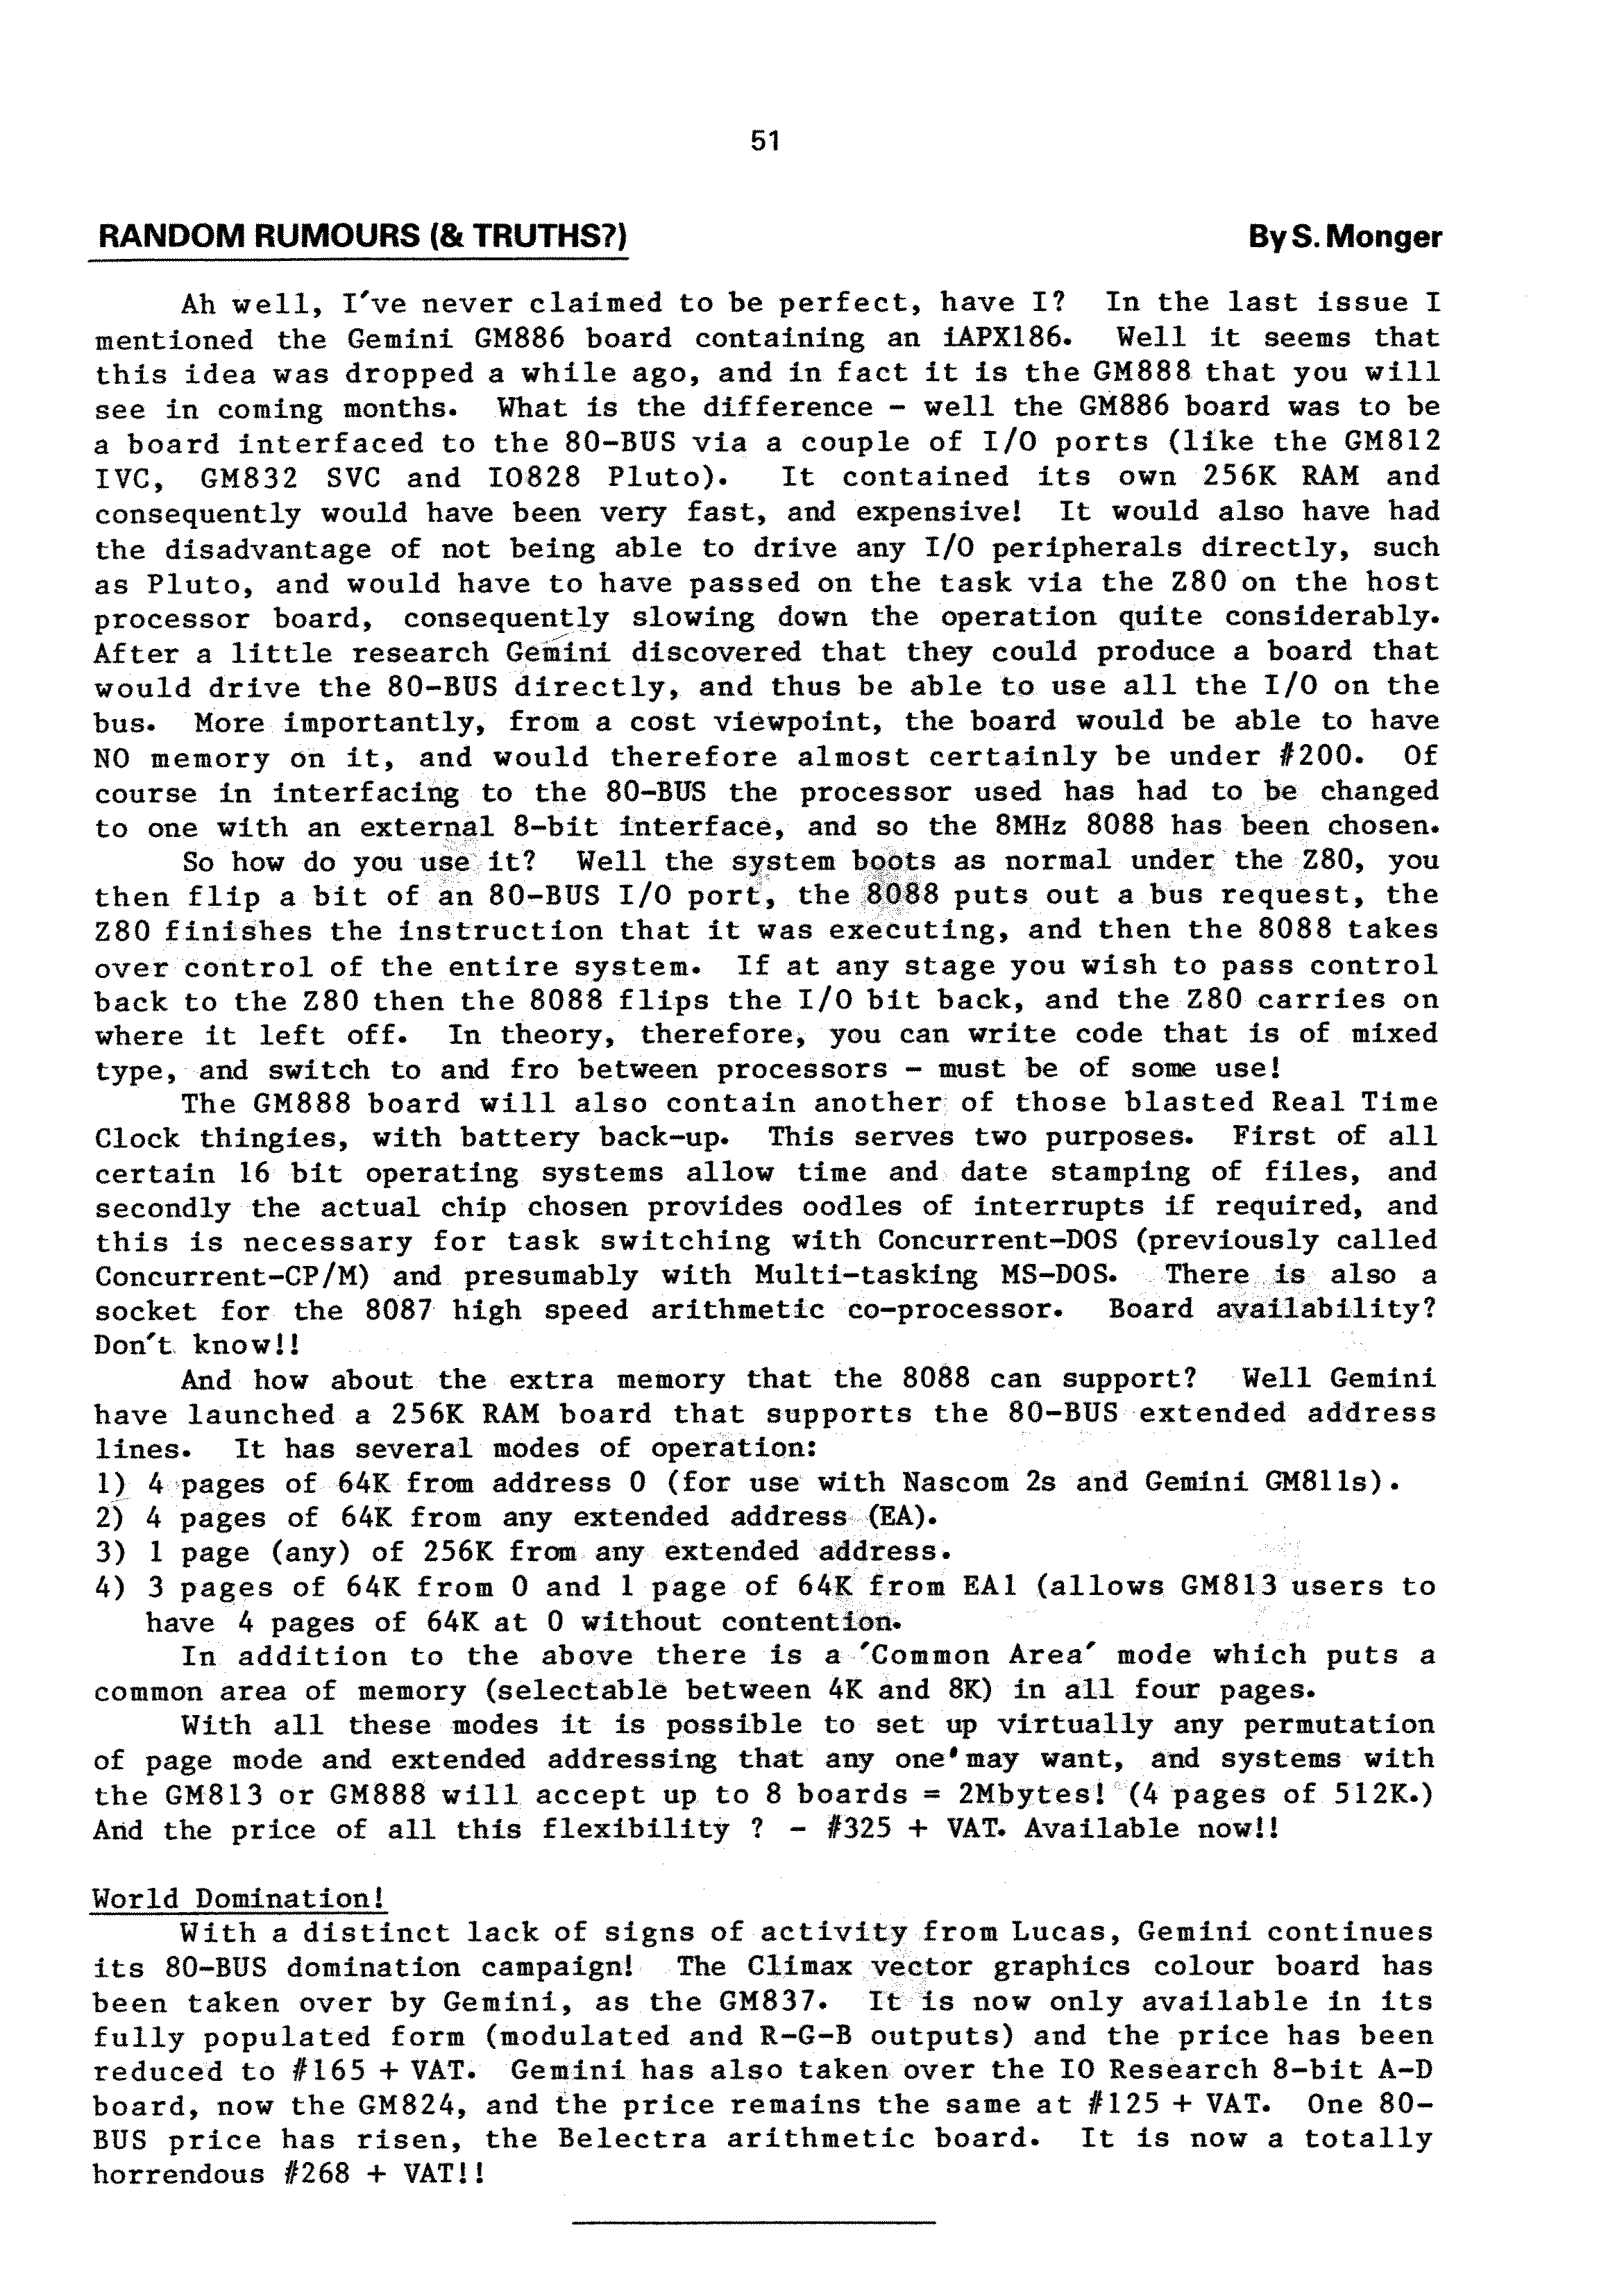 51
RANDOM RUMOURS (& TRUTHS?) By S. Monger
Ah well, I've never claimed to be perfect, have I? In the last issue I
mentioned the Gemini GM886 board containing an iAPX186. Well it seems that
this idea was dropped a while ago, and in fact it is the GM888 that you will
see in coming months. What is the difference - well the GM886 board was to be
a board interfaced to the 80-BUS via a couple of I/O ports (like the GM812
IVC, GM832 SVC and IO828 Pluto). It contained its own 256K RAM and
consequently would have been very fast, and expensive! It would also have had
the disadvantage of not being able to drive any I/O peripherals directly, such
as Pluto, and would have to have passed on the task via the Z80 on the host
processor board, consequently slowing down the operation quite considerably.
After a little research Gemini discovered that they could produce a board that
would drive the 80-BUS directly, and thus be able to use all the I/O on the
bus. More importantly, from a cost viewpoint, the board would be able to have
NO memory on it, and would therefore almost certainly be under #200. Of
course in interfacing to the 80-BUS the processor used has had to be changed
to one with an external 8-bit interface, and so the 8MHz 8088 has been chosen.
So how do you use it? Well the system boots as normal under the Z80, you
then flip a bit of an 80-BUS I/O port, the 8088 puts out a bus request, the
Z80 finishes the instruction that it was executing, and then the 8088 takes
over control of the entire system. If at any stage you wish to pass control
back to the Z80 then the 8088 flips the I/O bit back, and the Z80 carries on
where it left off. In theory, therefore, you can write code that is of mixed
type, and switch to and fro between processors - must be of some use!
The GM888 board will also contain another of those blasted Real Time
Clock thingies, with battery back-up. This serves two purposes. First of all
certain 16 bit operating systems allow time and date stamping of files, and
secondly the actual chip chosen provides oodles of interrupts if required, and
this is necessary for task switching with Concurrent-DOS (previously called
Concurrent-CP/M) and presumably with Multi-tasking MS-DOS. There is also a
socket for the 8087 high speed arithmetic co-processor. Board availability?
Don't know!!
And how about the extra memory that the 8088 can support? Well Gemini
have launched a 256K RAM board that supports the 80-BUS extended address
lines. It has several modes of operation:
1) 4 pages of 64K from address 0 (for use with Nascom 2s and Gemini GM811s).
2) 4 pages of 64K from any extended address (EA).
3) 1 page (any) of 256K from any extended address.
4) 3 pages of 64K from 0 and 1 page of 64K from EA1 (allows GM813 users to
have 4 pages of 64K at 0 without contention.
In addition to the above there is a 'Common Area' mode which puts a
common area of memory (selectable between 4K and 8K) in all four pages.
With all these modes it is possible to set up virtually any permutation
of page mode and extended addressing that any one may want, and systems with
the GM813 or GM888 will accept up to 8 boards = 2Mbytes! (4 pages of 512K.)
And the price of all this flexibility ? - #325 + VAT. Available now!!
World Domination!
With a distinct lack of signs of activity from Lucas, Gemini continues
its 80-BUS domination campaign! The Climax vector graphics colour board has
been taken over by Gemini, as the GM837. It is now only available in its
fully populated form (modulated and R-G-B outputs) and the price has been
reduced to #165 + VAT. Gemini has also taken over the IO Research 8-bit A-D
board, now the GM824, and the price remains the same at #125 + VAT. One 80-
BUS price has risen, the Belectra arithmetic board. It is now a totally
horrendous #268 + VAT!!